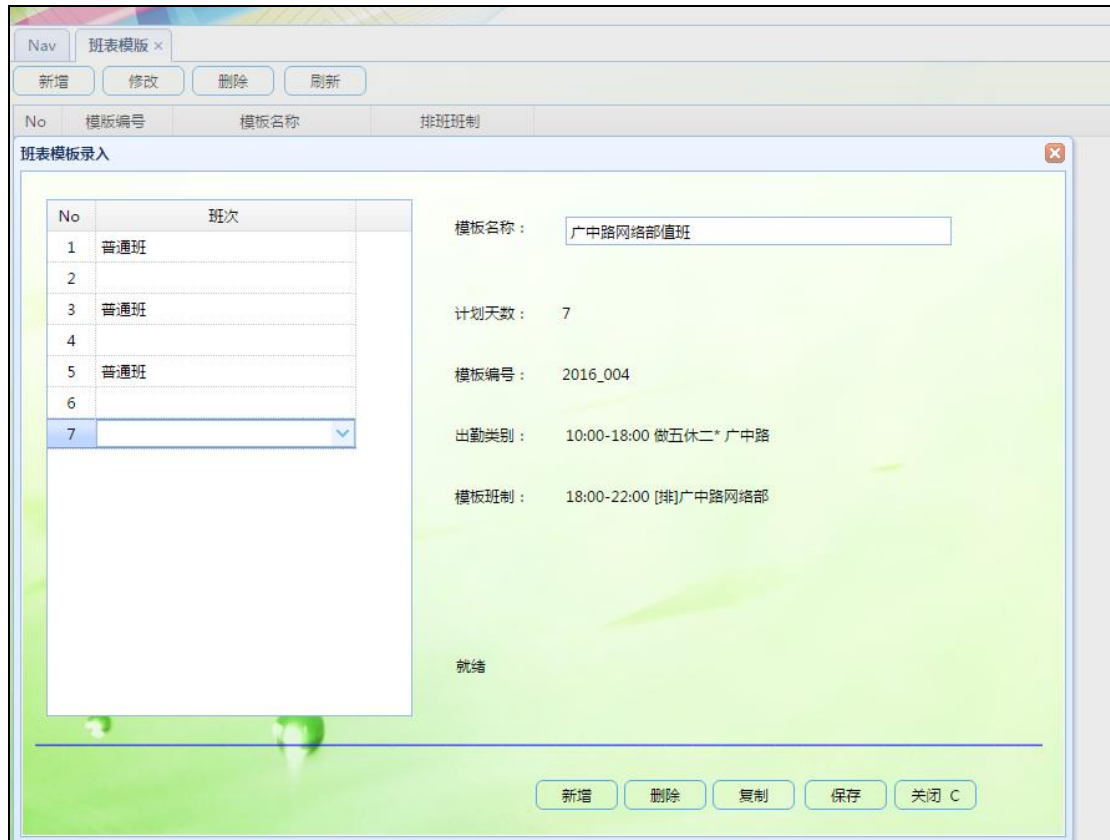 Nav 班表模版 ×
新增 修改 删除 刷新
No 模版编号 模板名称 排班班制
班表模板录入
No 班次
1 普通班
2
3 普通班
4
5 普通班
6
7
模板名称： 广中路网络部值班
计划天数： 7
模板编号： 2016_004
出勤类别： 10:00-18:00 做五休二* 广中路
模板班制： 18:00-22:00 [排]广中路网络部
就绪
新增 删除 复制 保存 关闭 C